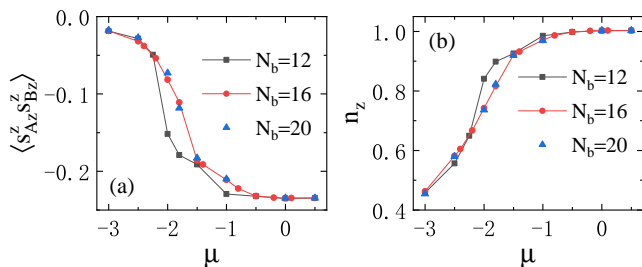 0.0
-0.1
-0.2
⟨s^z_{Az}s^z_{Bz}⟩
N_b=12
N_b=16
N_b=20
(a)
-3 -2 -1 0
μ
1.0
0.8
0.6
0.4
n_z
(b)
N_b=12
N_b=16
N_b=20
-3 -2 -1 0
μ